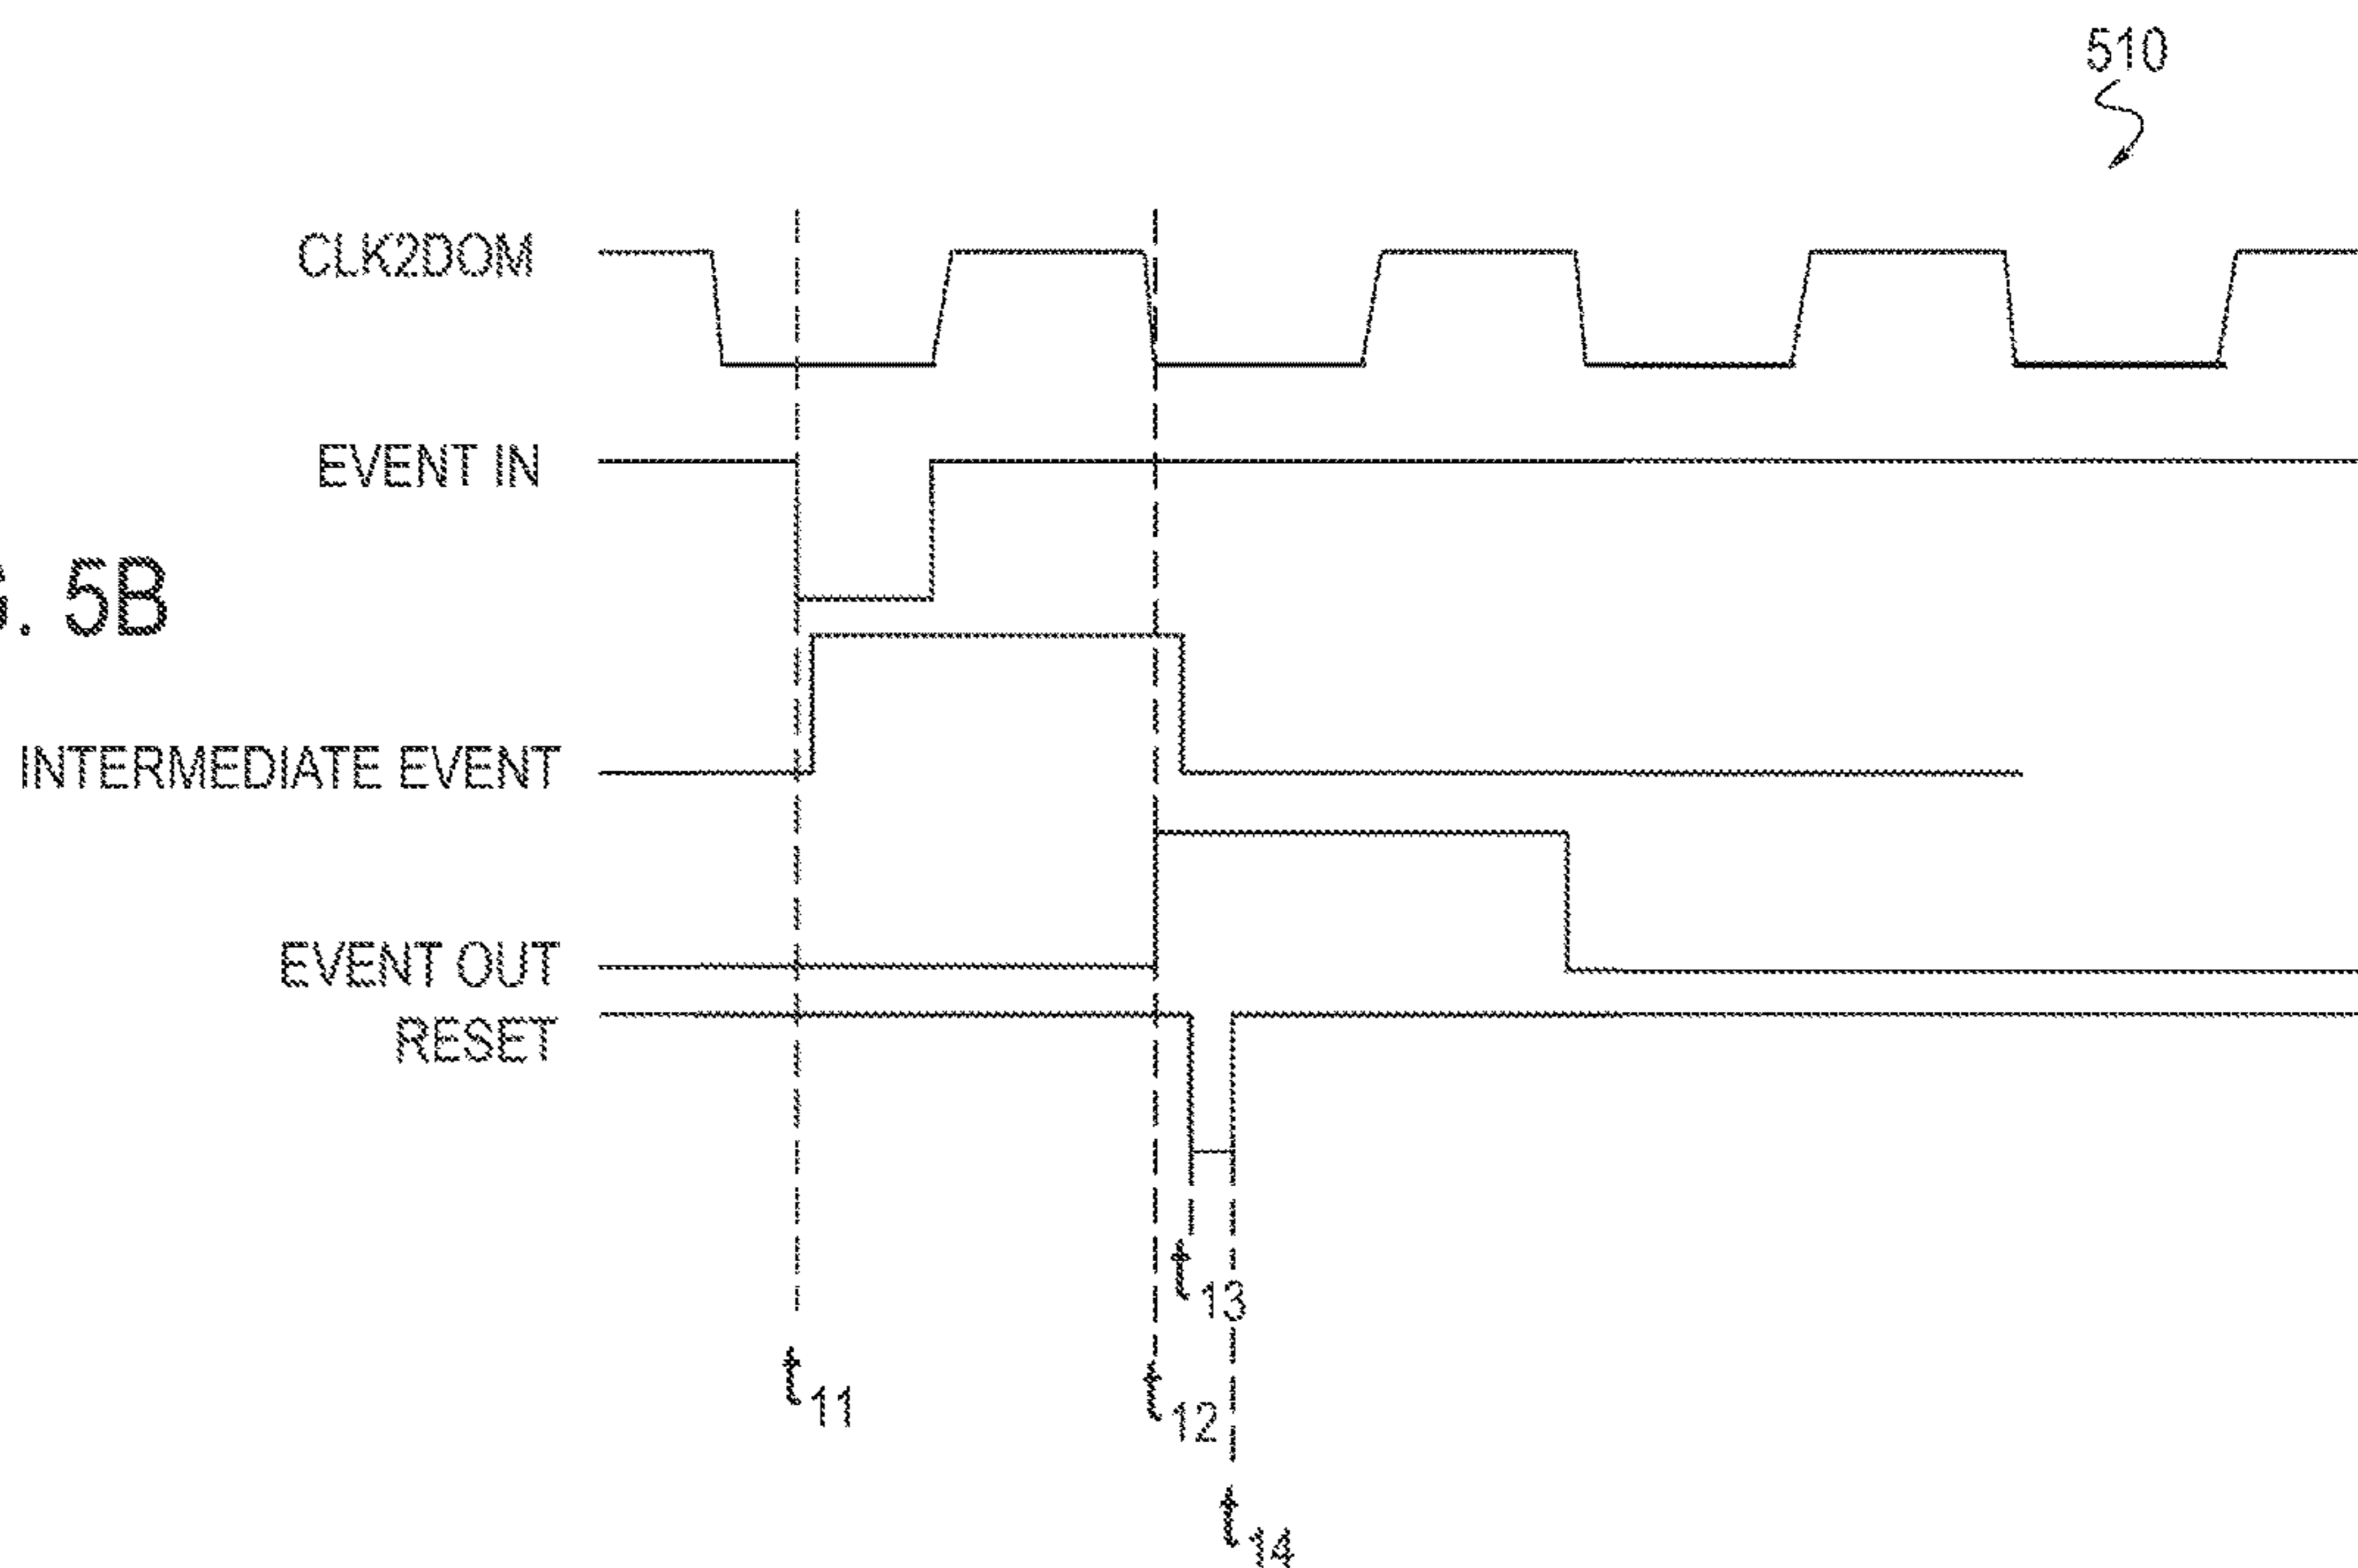 510
CLK2DOM
EVENT IN
. 5B
INTERMEDIATE EVENT
EVENT OUT
RESET
t13
t11
t12
t14